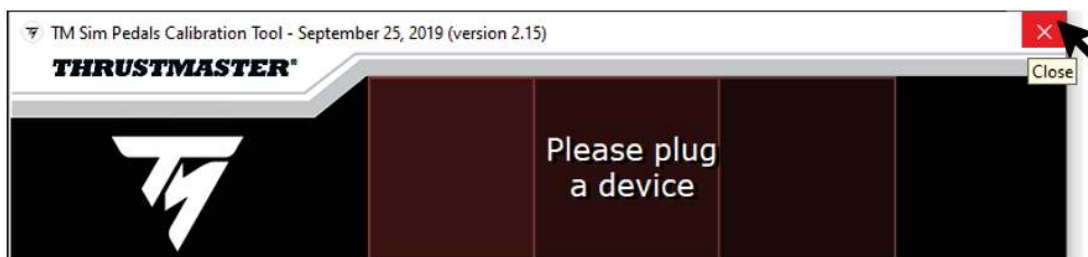 TM Sim Pedals Calibration Tool - September 25, 2019 (version 2.15)
THRUSTMASTER®
Close
Please plug
a device